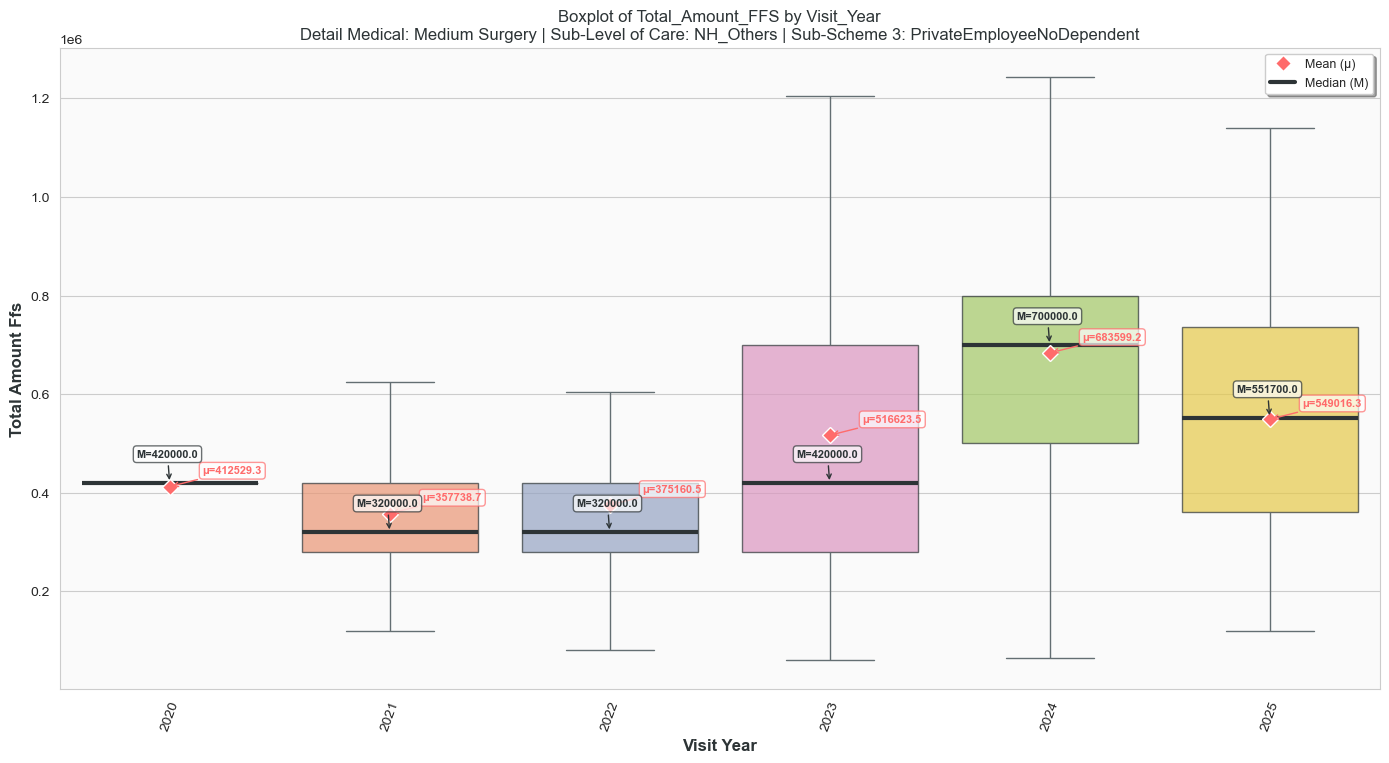 Boxplot of Total_Amount_FFS by Visit_Year
Detail Medical: Medium Surgery | Sub-Level of Care: NH_Others | Sub-Scheme 3: PrivateEmployeeNoDependent
1e6
Mean (μ)
Median (M)
1.2
1.0
0.8
0.6
0.4
0.2
Total Amount Ffs
M=420000.0
μ=412529.3
M=320000.0
μ=357738.7
M=320000.0
μ=375160.5
M=420000.0
μ=516623.5
M=700000.0
μ=683599.2
M=551700.0
μ=549016.3
2020
2021
2022
2023
2024
2025
Visit Year